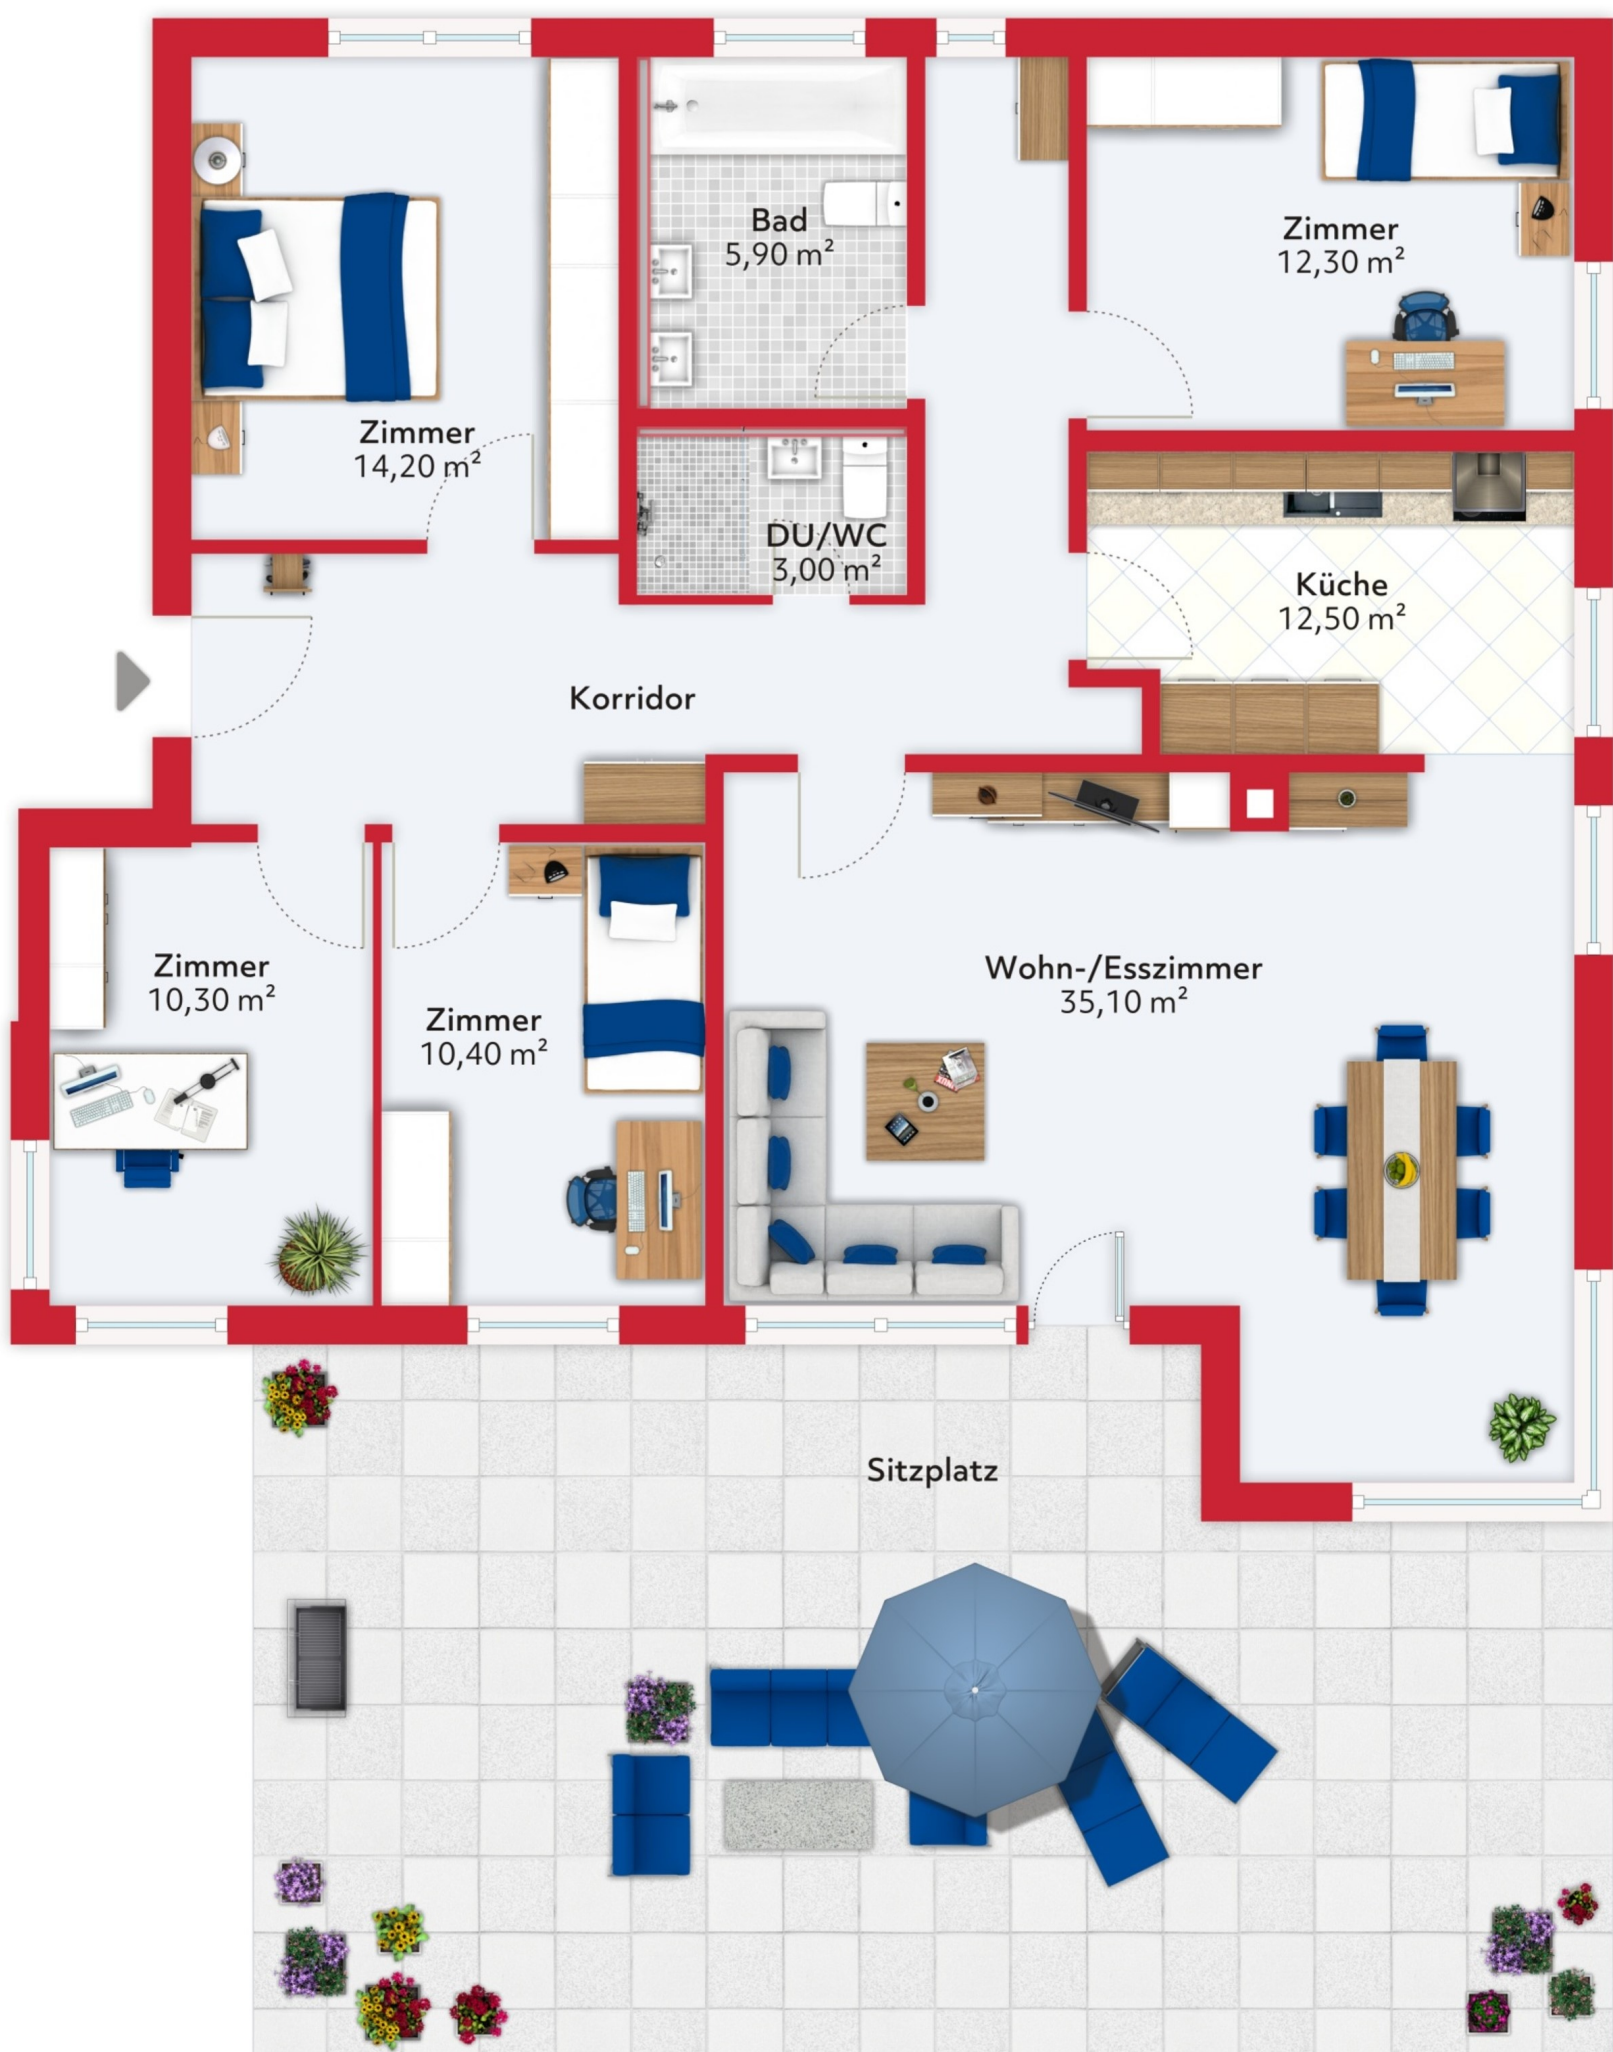 Bad
5,90 m²
Zimmer
12,30 m²
Zimmer
14,20 m²
DU/WC
3,00 m²
Küche
12,50 m²
Korridor
Zimmer
10,30 m²
Zimmer
10,40 m²
Wohn-/Esszimmer
35,10 m²
Sitzplatz